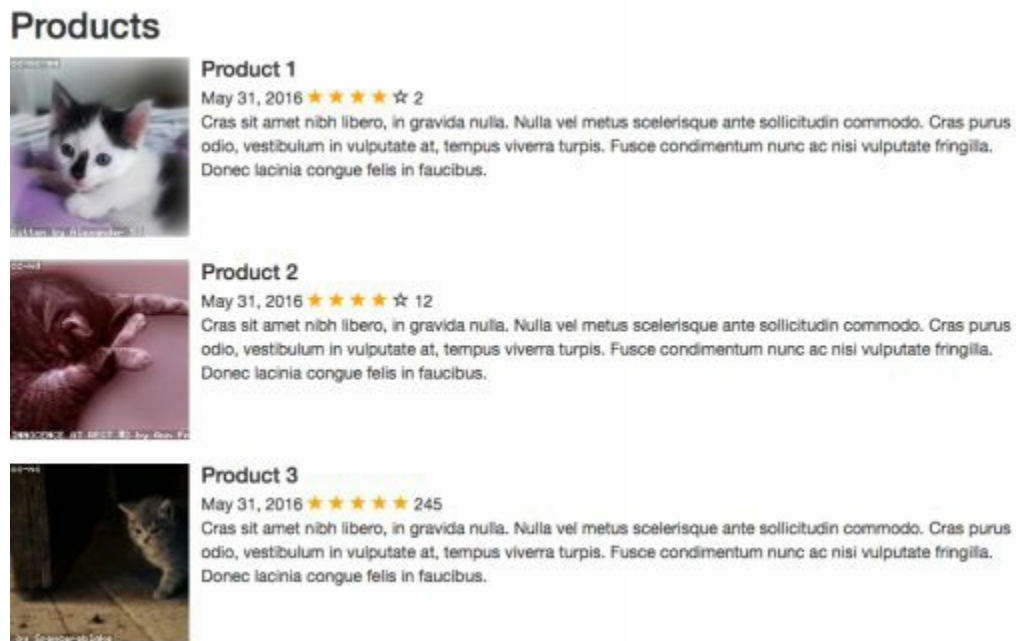 Products
Product 1
May 31, 2016 ★ ★ ★ ★ ☆ 2
Cras sit amet nibh libero, in gravida nulla. Nulla vel metus scelerisque ante sollicitudin commodo. Cras purus
odio, vestibulum in vulputate at, tempus viverra turpis. Fusce condimentum nunc ac nisi vulputate fringilla.
Donec lacinia congue felis in faucibus.
Product 2
May 31, 2016 ★ ★ ★ ★ ☆ 12
Cras sit amet nibh libero, in gravida nulla. Nulla vel metus scelerisque ante sollicitudin commodo. Cras purus
odio, vestibulum in vulputate at, tempus viverra turpis. Fusce condimentum nunc ac nisi vulputate fringilla.
Donec lacinia congue felis in faucibus.
Product 3
May 31, 2016 ★ ★ ★ ★ ★ 245
Cras sit amet nibh libero, in gravida nulla. Nulla vel metus scelerisque ante sollicitudin commodo. Cras purus
odio, vestibulum in vulputate at, tempus viverra turpis. Fusce condimentum nunc ac nisi vulputate fringilla.
Donec lacinia congue felis in faucibus.